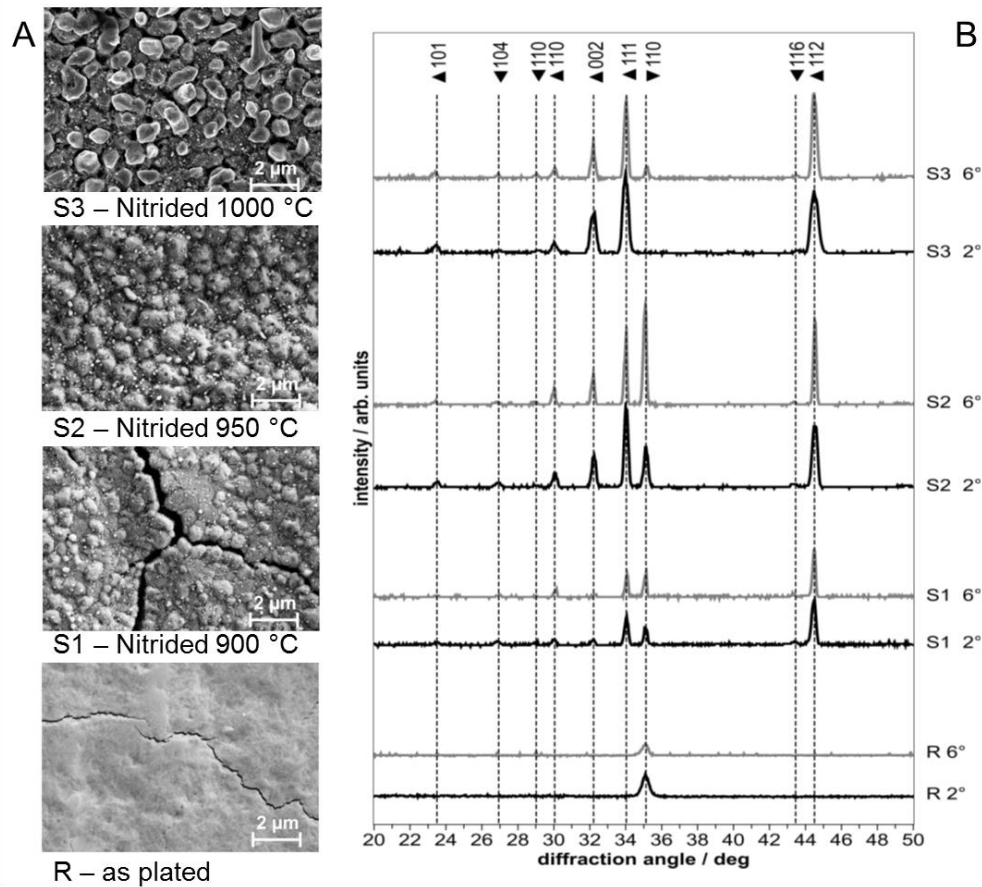 A
2 µm
S3 – Nitrided 1000 °C
2 µm
S2 – Nitrided 950 °C
2 µm
S1 – Nitrided 900 °C
2 µm
R – as plated
B
◀ 101
▼ 104
▼ 110
◀ 110
◀ 002
◀ 111
▶ 110
▼ 116
◀ 112
S3 6°
S3 2°
S2 6°
S2 2°
S1 6°
S1 2°
R 6°
R 2°
intensity / arb. units
20 22 24 26 28 30 32 34 36 38 40 42 44 46 48 50
diffraction angle / deg